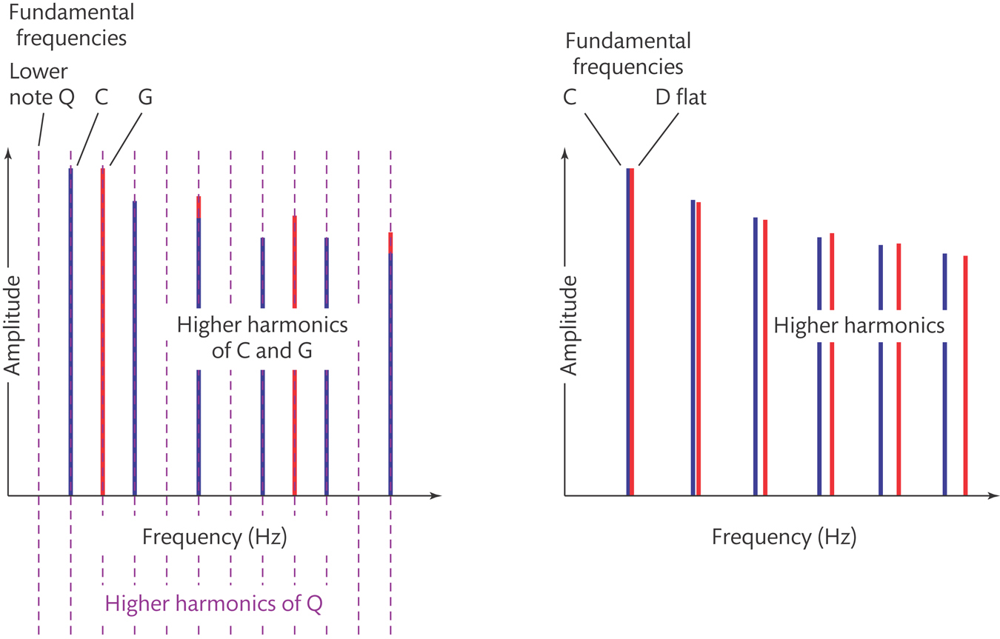 Fundamental
frequencies
Lower
note Q C G
Amplitude
Higher harmonics
of C and G
Frequency (Hz)
Higher harmonics of Q
Fundamental
frequencies
C D flat
Amplitude
Higher harmonics
Frequency (Hz)